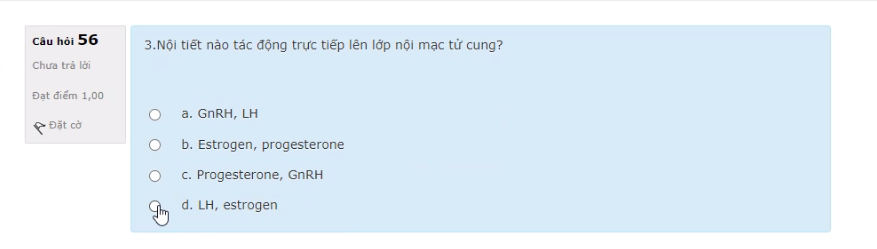 Câu hỏi 56
Chưa trả lời
Đạt điểm 1,00
Đặt cờ
3.Nội tiết nào tác động trực tiếp lên lớp nội mạc tử cung?
a. GnRH, LH
b. Estrogen, progesterone
c. Progesterone, GnRH
d. LH, estrogen